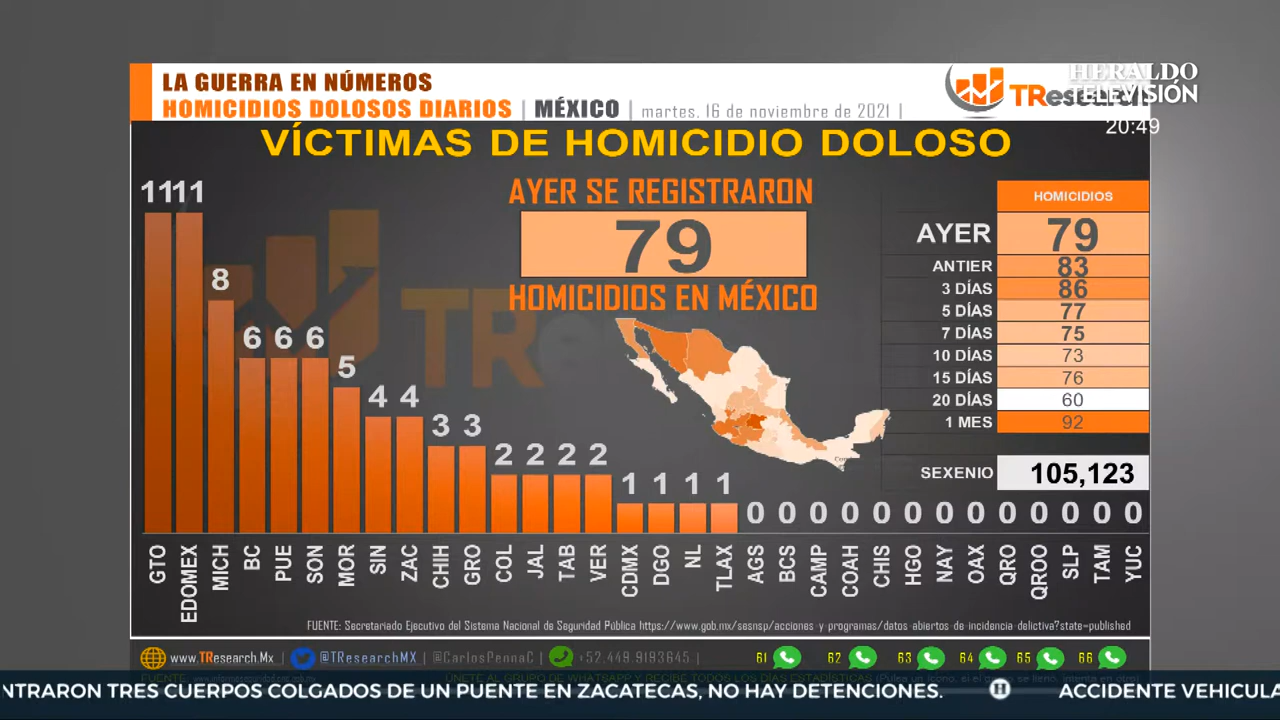 LA GUERRA EN NÚMEROS
HOMICIDIOS DOLOSOS DIARIOS | MÉXICO | martes, 16 de noviembre de 2021 |
HERALDO
TELEVISIÓN
20:49
VÍCTIMAS DE HOMICIDIO DOLOSO
AYER SE REGISTRARON
79
HOMICIDIOS EN MÉXICO
HOMICIDIOS
AYER 79
ANTIER 83
3 DÍAS 86
5 DÍAS 77
7 DÍAS 75
10 DÍAS 73
15 DÍAS 76
20 DÍAS 60
1 MES 92
SEXENIO 105,123
11 11 8 6 6 6 5 4 4 3 3 2 2 2 2 1 1 1 1 0 0 0 0 0 0 0 0 0 0 0 0 0
GTO EDOMEX MICH BC PUE SON MOR SIN ZAC CHIH GRO COL JAL TAB VER CDMX DGO NL TLAX AGS BCS CAMP COAH CHIS HGO NAY OAX QRO QROO SLP TAM YUC
FUENTE: Secretariado Ejecutivo del Sistema Nacional de Seguridad Pública https://www.gob.mx/sesnsp/acciones-y-programas/datos-abiertos-de-incidencia-delictiva?state=published
www.TResearch.Mx | @TResearchMX | @CarlosPennaC | +52.449.9193645 | 61 62 63 64 65 66
NTRARON TRES CUERPOS COLGADOS DE UN PUENTE EN ZACATECAS, NO HAY DETENCIONES. ACCIDENTE VEHICULA